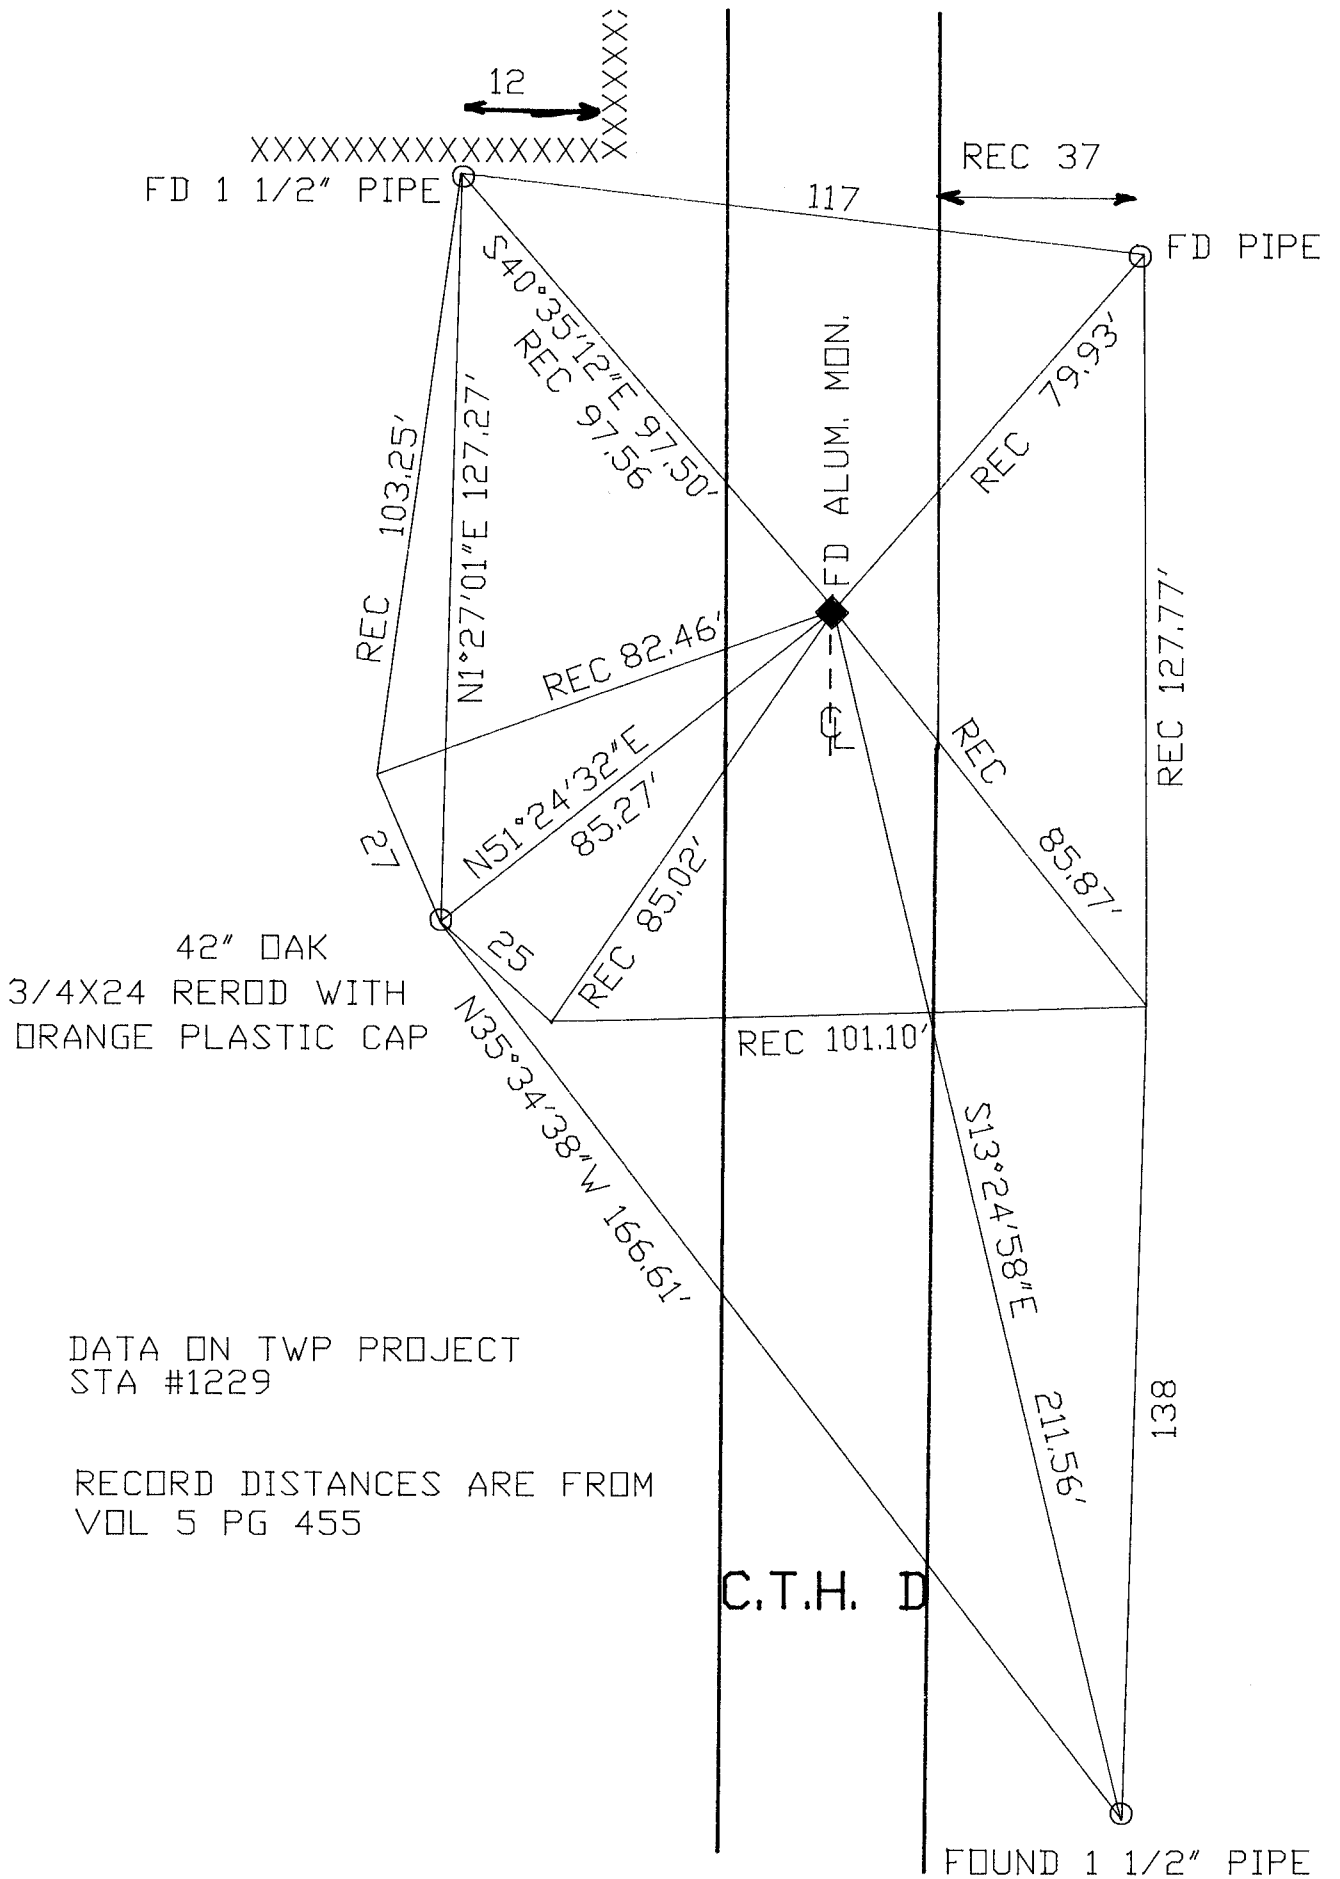 12
XXXXXXXXXXXXXXX
XXXXXXX
REC 37
FD 1 1/2" PIPE
117
FD PIPE
S40°35'12"E 97.50'
REC 97.56
FD ALUM. MON.
REC 79.93'
REC 103.25'
N1°27'01"E 127.27'
REC 127.77'
REC 82.46'
CL
N51°24'32"E
85.27'
REC 85.87'
27
REC 85.02'
25
42" OAK
3/4X24 REROD WITH
ORANGE PLASTIC CAP
REC 101.10'
N35°34'38"W 166.61'
S13°24'58"E 211.56'
138
DATA ON TWP PROJECT
STA #1229
RECORD DISTANCES ARE FROM
VOL 5 PG 455
C.T.H. D
FOUND 1 1/2" PIPE